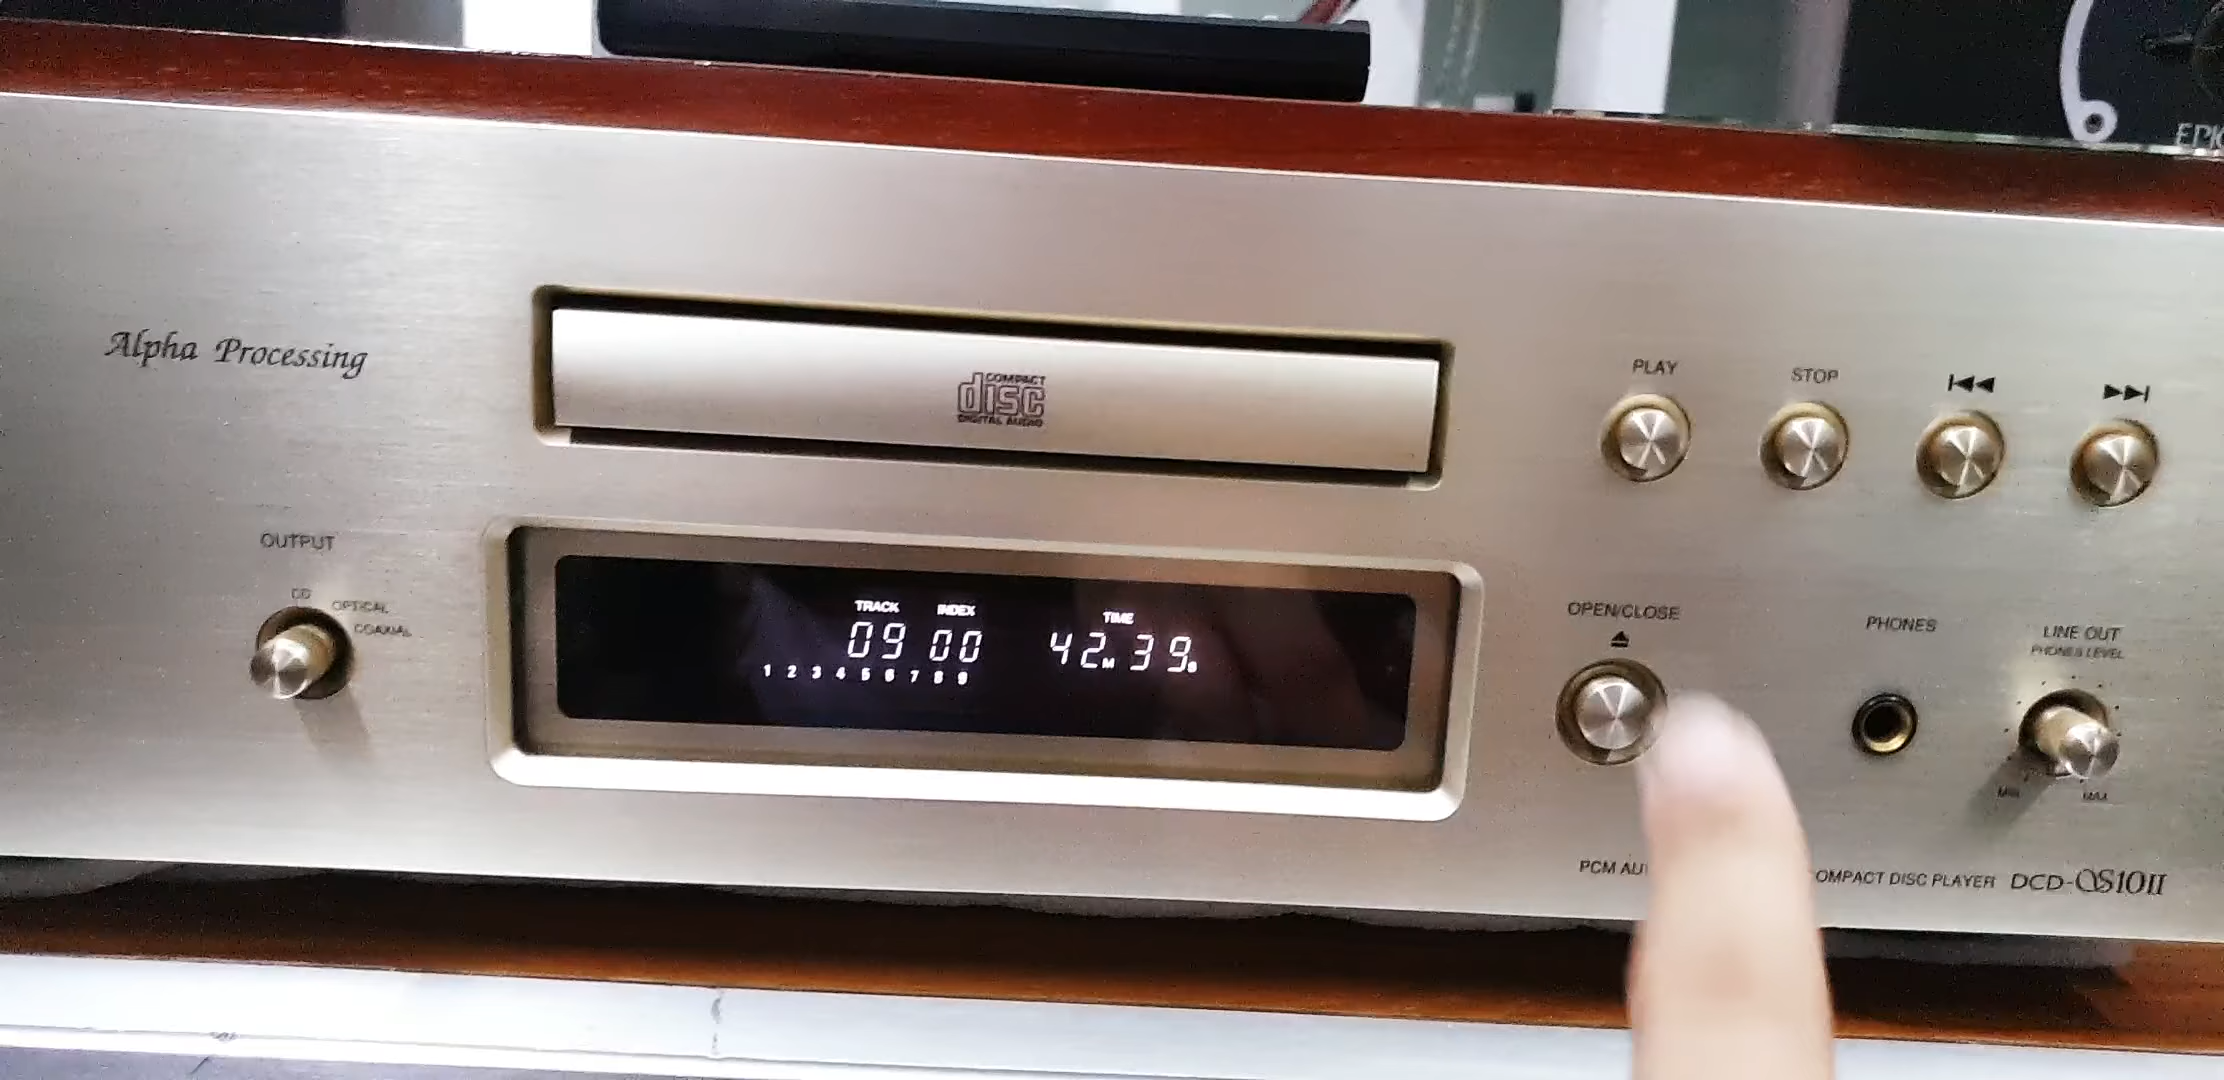 EPIC
Alpha Processing
COMPACT
disc
DIGITAL AUDIO
PLAY
STOP
OUTPUT
CD
OPTICAL
COAXIAL
TRACK INDEX TIME
09 00 42M 39s
1 2 3 4 5 6 7 8 9
OPEN/CLOSE
PHONES
LINE OUT
PHONES LEVEL
MIN MAX
PCM AU OMPACT DISC PLAYER DCD-S10II